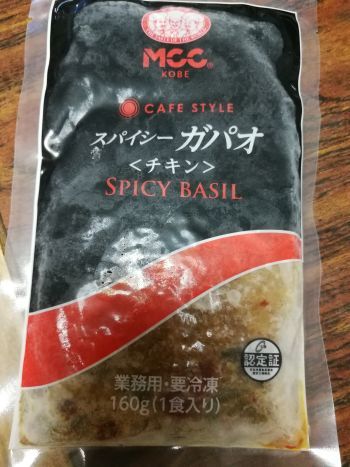 MCC®
KOBE
CAFE STYLE
スパイシー ガパオ
<チキン>
SPICY BASIL
認定証
業務用・要冷凍
160g(1食入り)